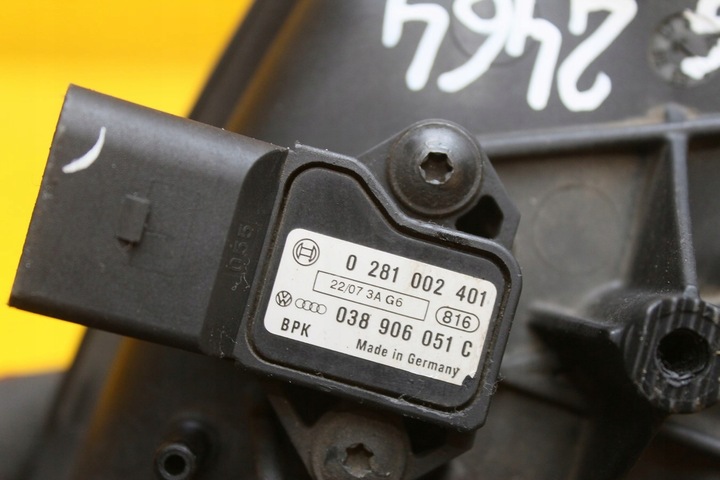 2464
0 281 002 401
22/07 3A G6
816
038 906 051 C
BPK
Made in Germany